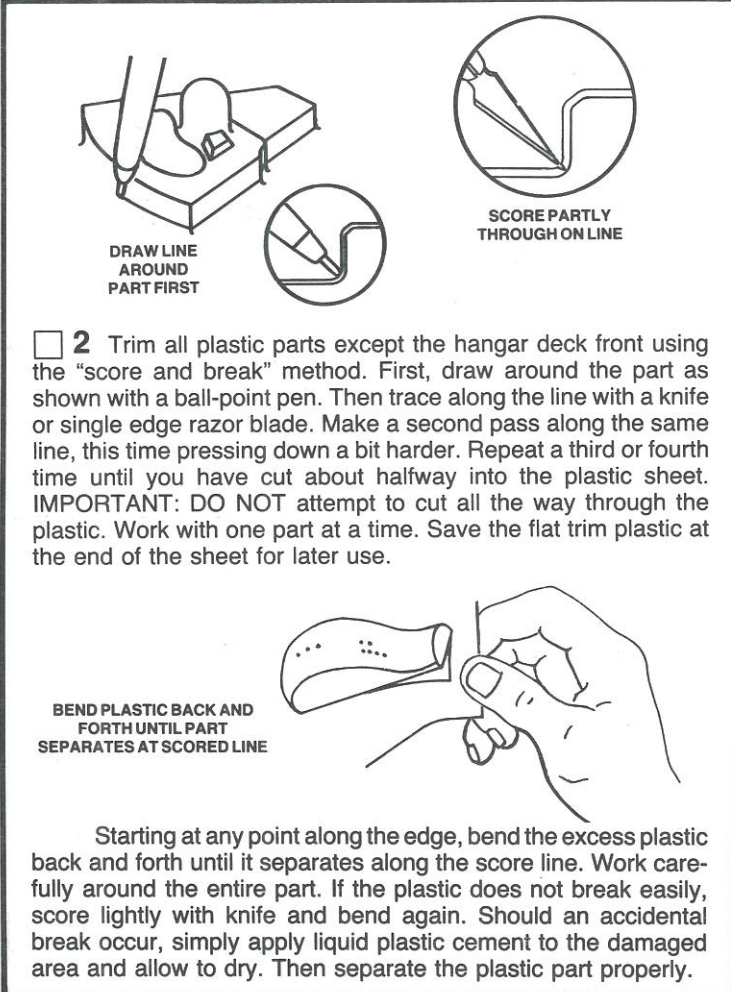 DRAW LINE
AROUND
PART FIRST
SCORE PARTLY
THROUGH ON LINE
2 Trim all plastic parts except the hangar deck front using
the “score and break” method. First, draw around the part as
shown with a ball-point pen. Then trace along the line with a knife
or single edge razor blade. Make a second pass along the same
line, this time pressing down a bit harder. Repeat a third or fourth
time until you have cut about halfway into the plastic sheet.
IMPORTANT: DO NOT attempt to cut all the way through the
plastic. Work with one part at a time. Save the flat trim plastic at
the end of the sheet for later use.
BEND PLASTIC BACK AND
FORTH UNTIL PART
SEPARATES AT SCORED LINE
Starting at any point along the edge, bend the excess plastic
back and forth until it separates along the score line. Work care-
fully around the entire part. If the plastic does not break easily,
score lightly with knife and bend again. Should an accidental
break occur, simply apply liquid plastic cement to the damaged
area and allow to dry. Then separate the plastic part properly.